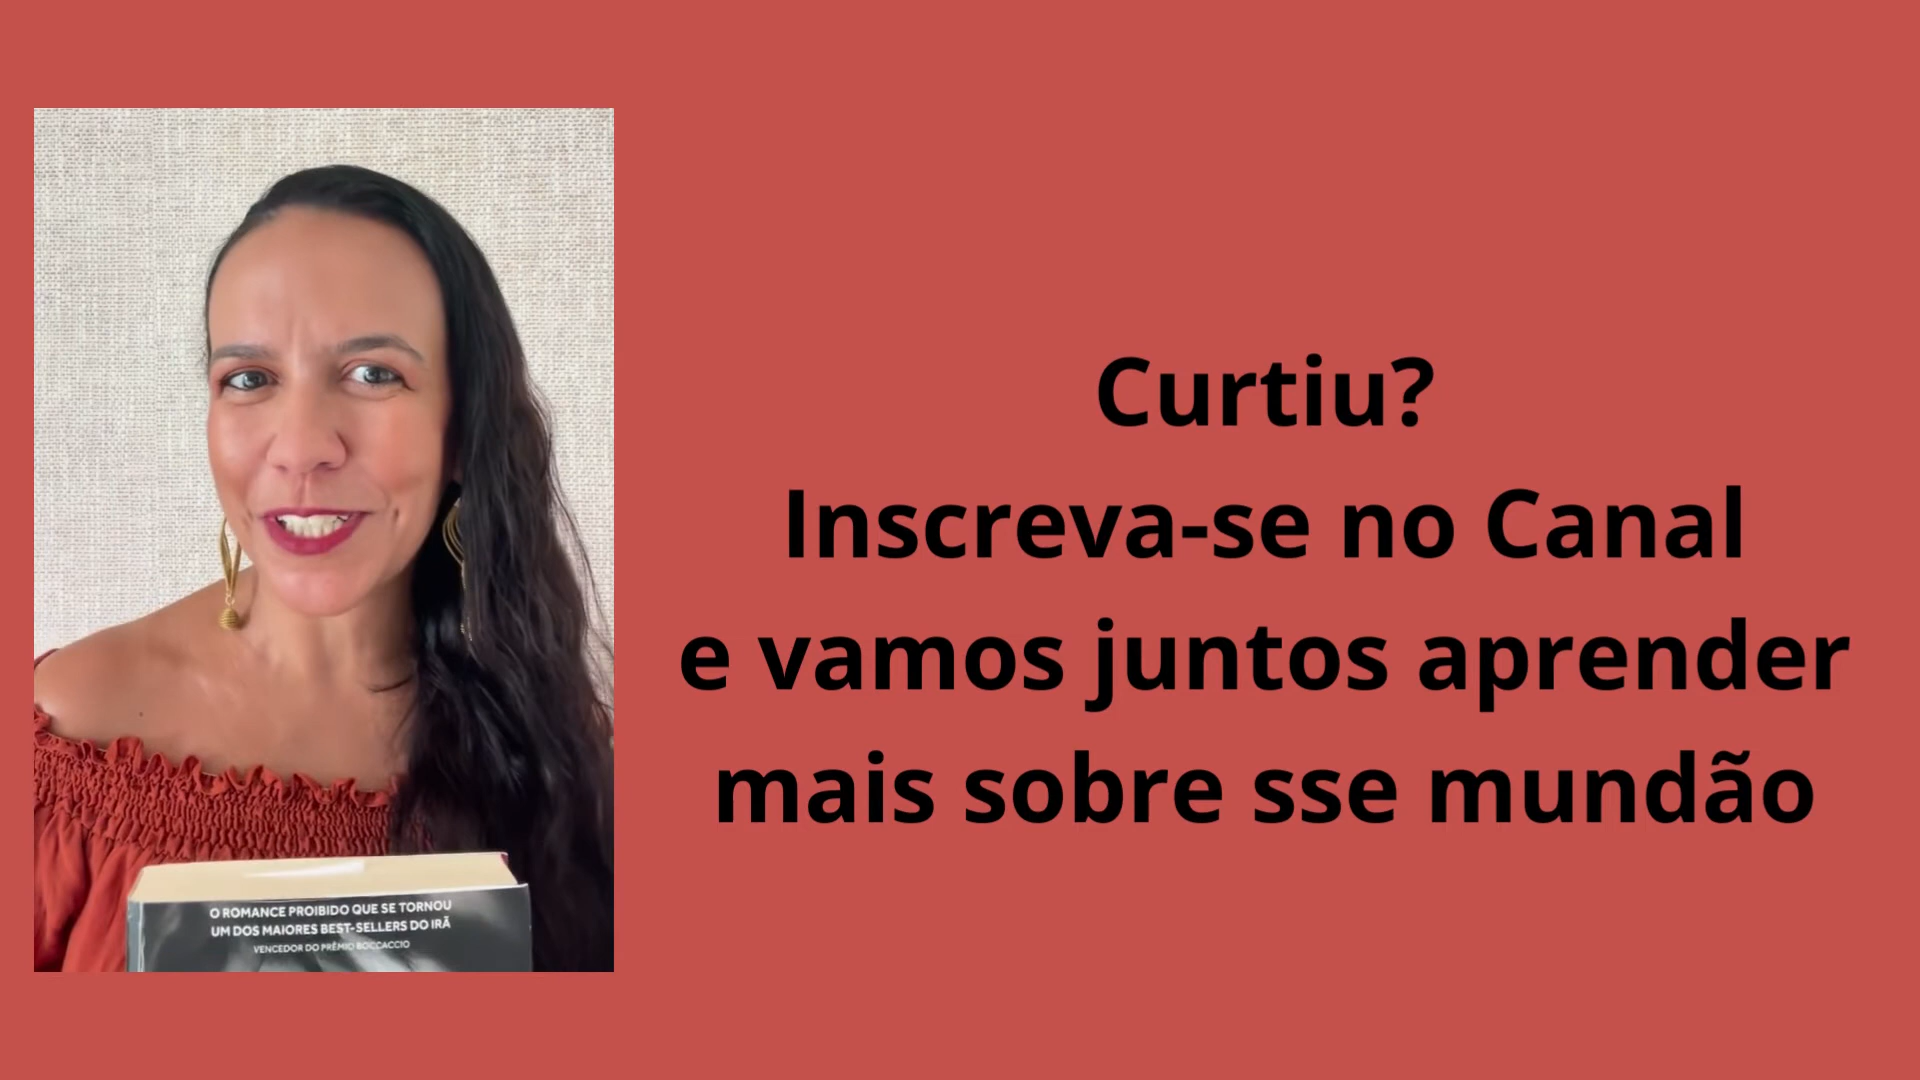 Curtiu?
Inscreva-se no Canal
e vamos juntos aprender
mais sobre sse mundão
O ROMANCE PROIBIDO QUE SE TORNOU
UM DOS MAIORES BEST-SELLERS DO IRÃ
VENCEDOR DO PRÊMIO BOCCACCIO